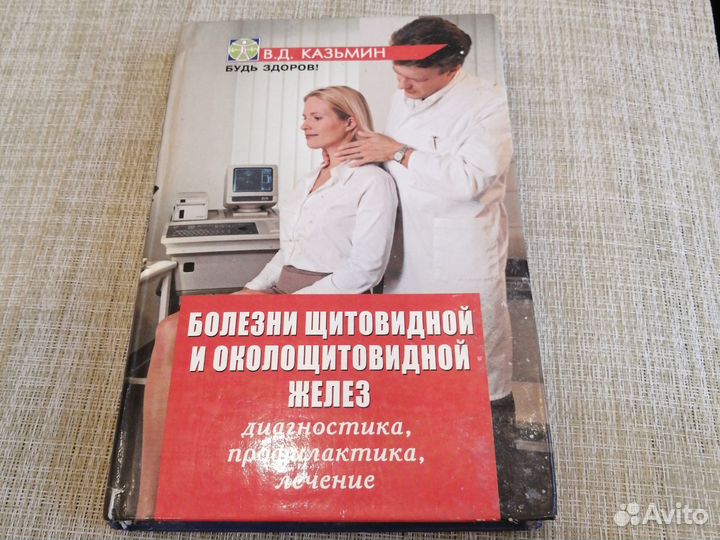 В.Д. КАЗЬМИН
БУДЬ ЗДОРОВ!
БОЛЕЗНИ ЩИТОВИДНОЙ
И ОКОЛОЩИТОВИДНОЙ
ЖЕЛЕЗ
диагностика,
профилактика,
лечение
Avito